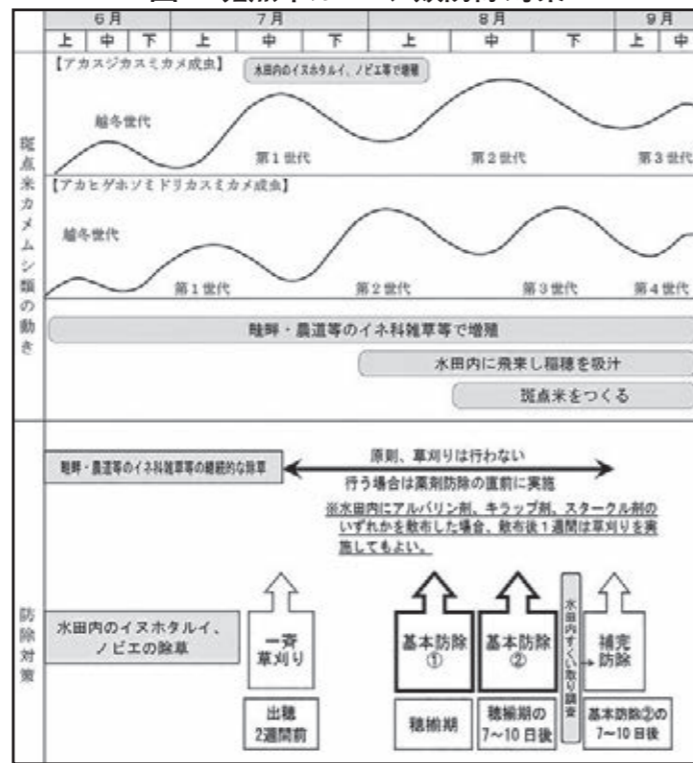 ６月 ７月 ８月 ９月
上 中 下 上 中 下 上 中 下 上 中
斑点米カメムシ類の動き
【アカスジカスミカメ成虫】
水田内のイヌホタルイ、ノビエ等で増殖
越冬世代
第１世代 第２世代 第３世代
【アカヒゲホソミドリカスミカメ成虫】
越冬世代
第１世代 第２世代 第３世代 第４世代
畦畔・農道等のイネ科雑草等で増殖
水田内に飛来し稲穂を吸汁
斑点米をつくる
防除対策
畦畔・農道等のイネ科雑草等の継続的な除草
原則、草刈りは行わない
行う場合は薬剤防除の直前に実施
※水田内にアルバリン剤、キラップ剤、スタークル剤の
いずれかを散布した場合、散布後１週間は草刈りを実
施してもよい。
水田内のイヌホタルイ、
ノビエの除草
一斉
草刈り
出穂
２週間前
基本防除
①
穂揃期
基本防除
②
穂揃期の
７～１０日後
水田内すくい取り調査
補完
防除
基本防除②の
７～１０日後